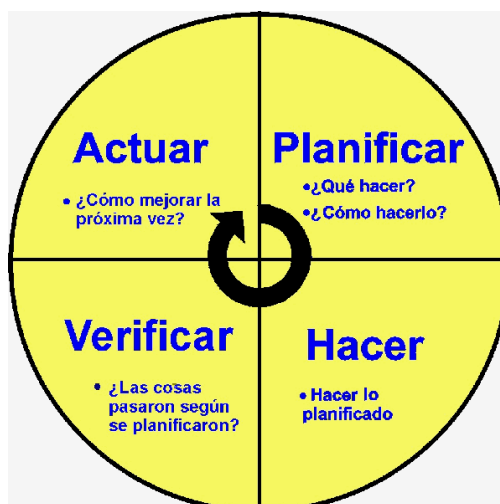 Actuar
• ¿Cómo mejorar la
próxima vez?
Planificar
•¿Qué hacer?
•¿Cómo hacerlo?
Verificar
• ¿Las cosas
pasaron según
se planificaron?
Hacer
• Hacer lo
planificado